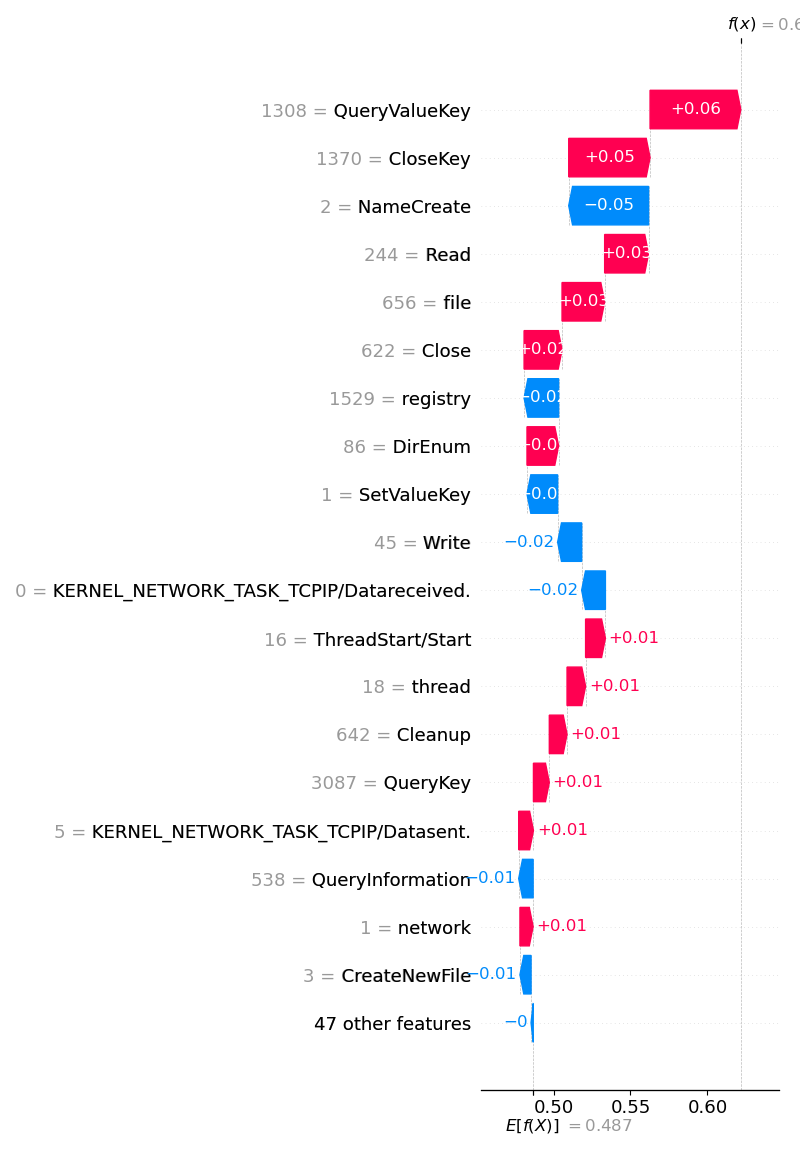 f(x) = 0.6
1308 = QueryValueKey +0.06
1370 = CloseKey +0.05
2 = NameCreate −0.05
244 = Read +0.03
656 = file +0.03
622 = Close +0.02
1529 = registry −0.02
86 = DirEnum
1 = SetValueKey
45 = Write −0.02
0 = KERNEL_NETWORK_TASK_TCPIP/Datareceived. −0.02
16 = ThreadStart/Start +0.01
18 = thread +0.01
642 = Cleanup +0.01
3087 = QueryKey +0.01
5 = KERNEL_NETWORK_TASK_TCPIP/Datasent. +0.01
538 = QueryInformation −0.01
1 = network +0.01
3 = CreateNewFile −0.01
47 other features −0
0.50 0.55 0.60
E[f(X)] = 0.487